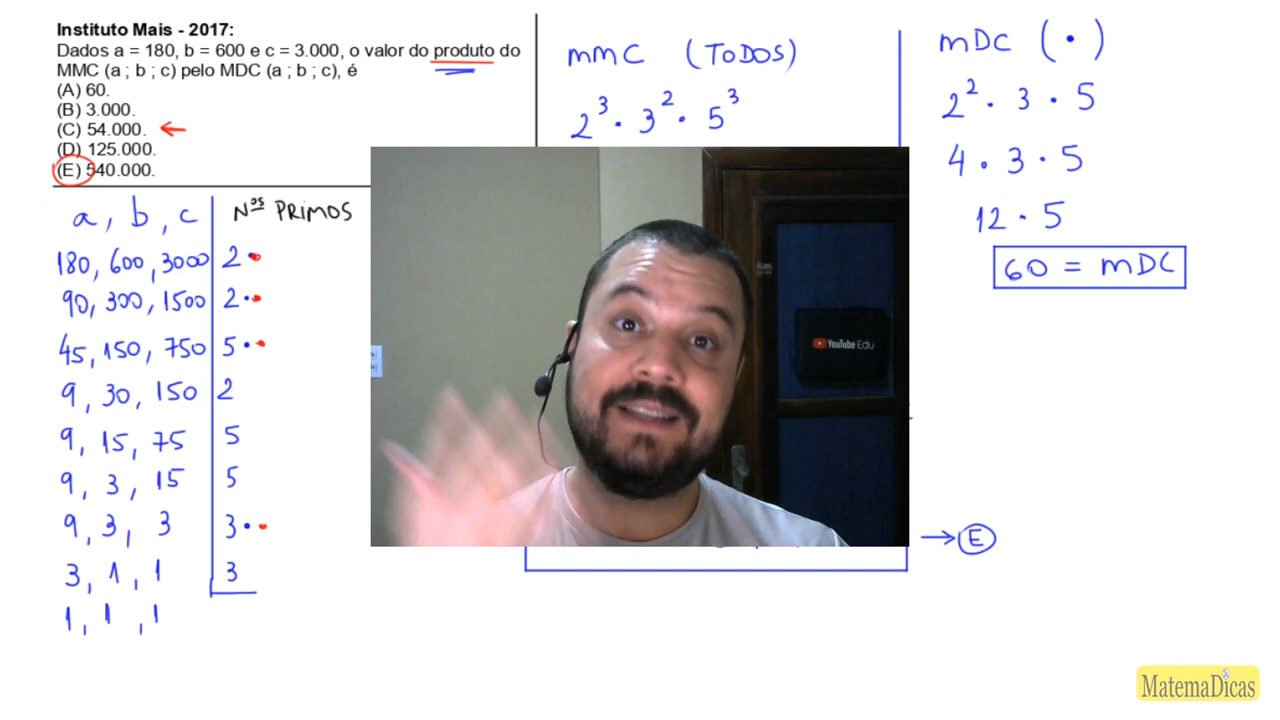 Instituto Mais - 2017:
Dados a = 180, b = 600 e c = 3.000, o valor do produto do
MMC (a ; b ; c) pelo MDC (a ; b ; c), é
(A) 60.
(B) 3.000.
(C) 54.000.
(D) 125.000.
(E) 540.000.
a, b, c Nos PRIMOS
180, 600, 3000 2
90, 300, 1500 2
45, 150, 750 5
9, 30, 150 2
9, 15, 75 5
9, 3, 15 5
9, 3, 3 3
3, 1, 1 3
1, 1, 1
mmC (TODOS)
2³ · 3² · 5³
mDC (·)
2² · 3 · 5
4 · 3 · 5
12 · 5
60 = mDC
→ E
YouTube Edu
MatemaDicas